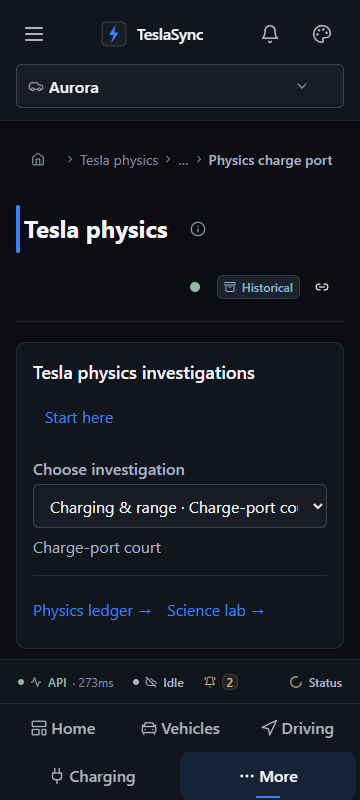 TeslaSync
Aurora
Tesla physics ... Physics charge port
Tesla physics
Historical
Tesla physics investigations
Start here
Choose investigation
Charging & range · Charge-port cou
Charge-port court
Physics ledger → Science lab →
API · 273ms Idle 2 Status
Home Vehicles Driving
Charging More